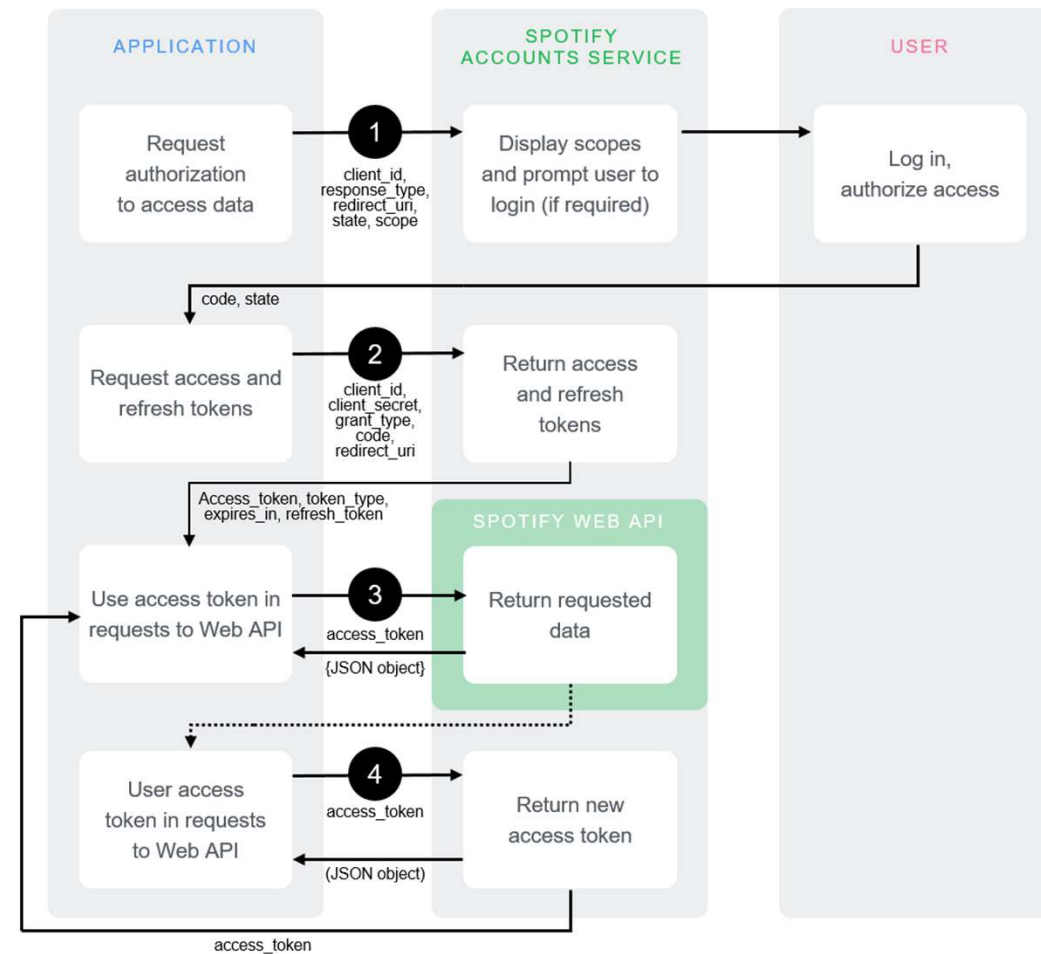 APPLICATION
SPOTIFY
ACCOUNTS SERVICE
USER
Request
authorization
to access data
1
client_id,
response_type,
redirect_uri,
state, scope
Display scopes
and prompt user to
login (if required)
Log in,
authorize access
code, state
Request access and
refresh tokens
2
client_id,
client_secret,
grant_type,
code,
redirect_uri
Return access
and refresh
tokens
Access_token, token_type,
expires_in, refresh_token
SPOTIFY WEB API
Use access token in
requests to Web API
3
access_token
{JSON object}
Return requested
data
User access
token in requests
to Web API
4
access_token
(JSON object)
Return new
access token
access_token